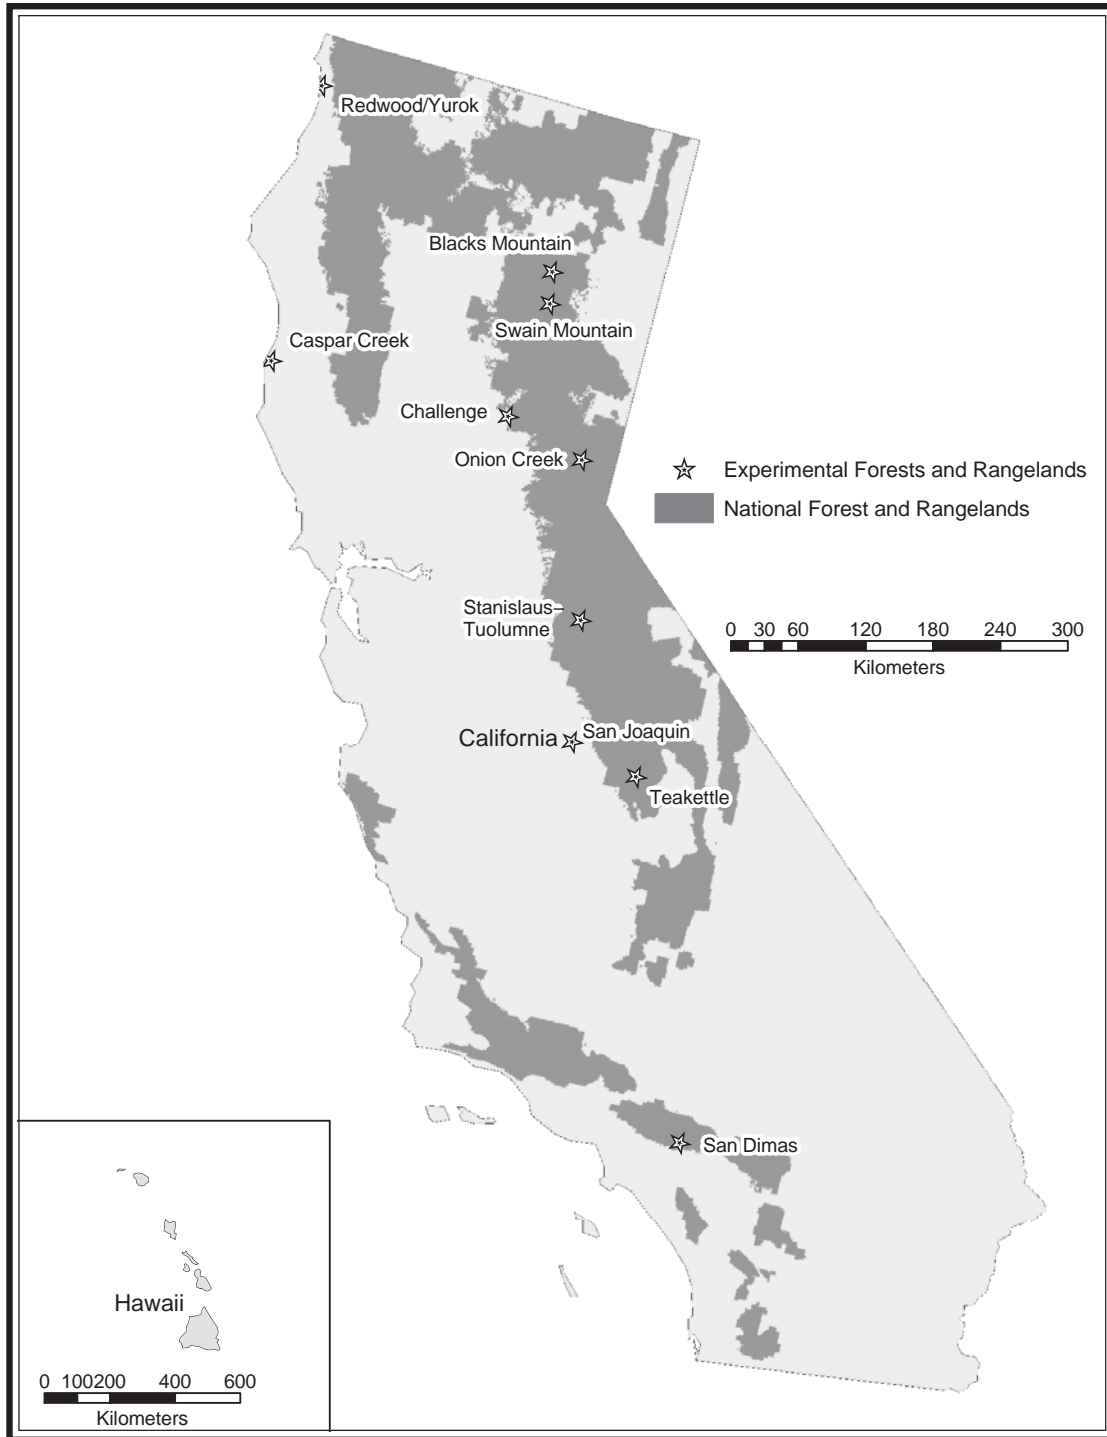 Redwood/Yurok
Blacks Mountain
Swain Mountain
Caspar Creek
Challenge
Onion Creek
Experimental Forests and Rangelands
National Forest and Rangelands
Stanislaus–
Tuolumne
0 30 60 120 180 240 300
Kilometers
San Joaquin
California
Teakettle
San Dimas
Hawaii
0 100 200 400 600
Kilometers